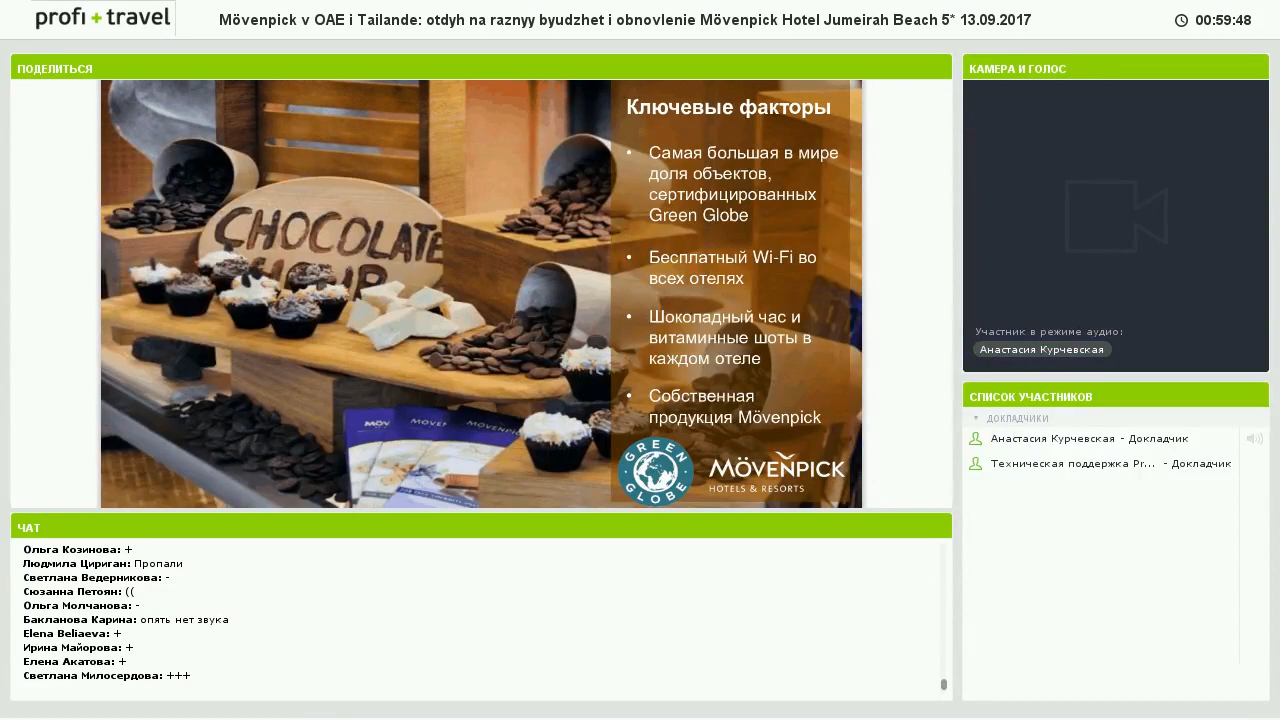 profi + travel
Mövenpick v OAE i Tailande: otdyh na raznyy byudzhet i obnovlenie Mövenpick Hotel Jumeirah Beach 5* 13.09.2017
00:59:48
ПОДЕЛИТЬСЯ
CHOCOLATE
HOUR
Ключевые факторы
• Самая большая в мире
доля объектов,
сертифицированных
Green Globe
• Бесплатный Wi-Fi во
всех отелях
• Шоколадный час и
витаминные шоты в
каждом отеле
• Собственная
продукция Mövenpick
GREEN
GLOBE
MÖVENPICK
HOTELS & RESORTS
КАМЕРА И ГОЛОС
Участник в режиме аудио:
Анастасия Курчевская
СПИСОК УЧАСТНИКОВ
ДОКЛАДЧИКИ
Анастасия Курчевская - Докладчик
Техническая поддержка Pr... - Докладчик
ЧАТ
Ольга Козинова: +
Людмила Цириган: Пропали
Светлана Ведерникова: -
Сюзанна Петоян: ((
Ольга Молчанова: -
Бакланова Карина: опять нет звука
Elena Beliaeva: +
Ирина Майорова: +
Елена Акатова: +
Светлана Милосердова: +++